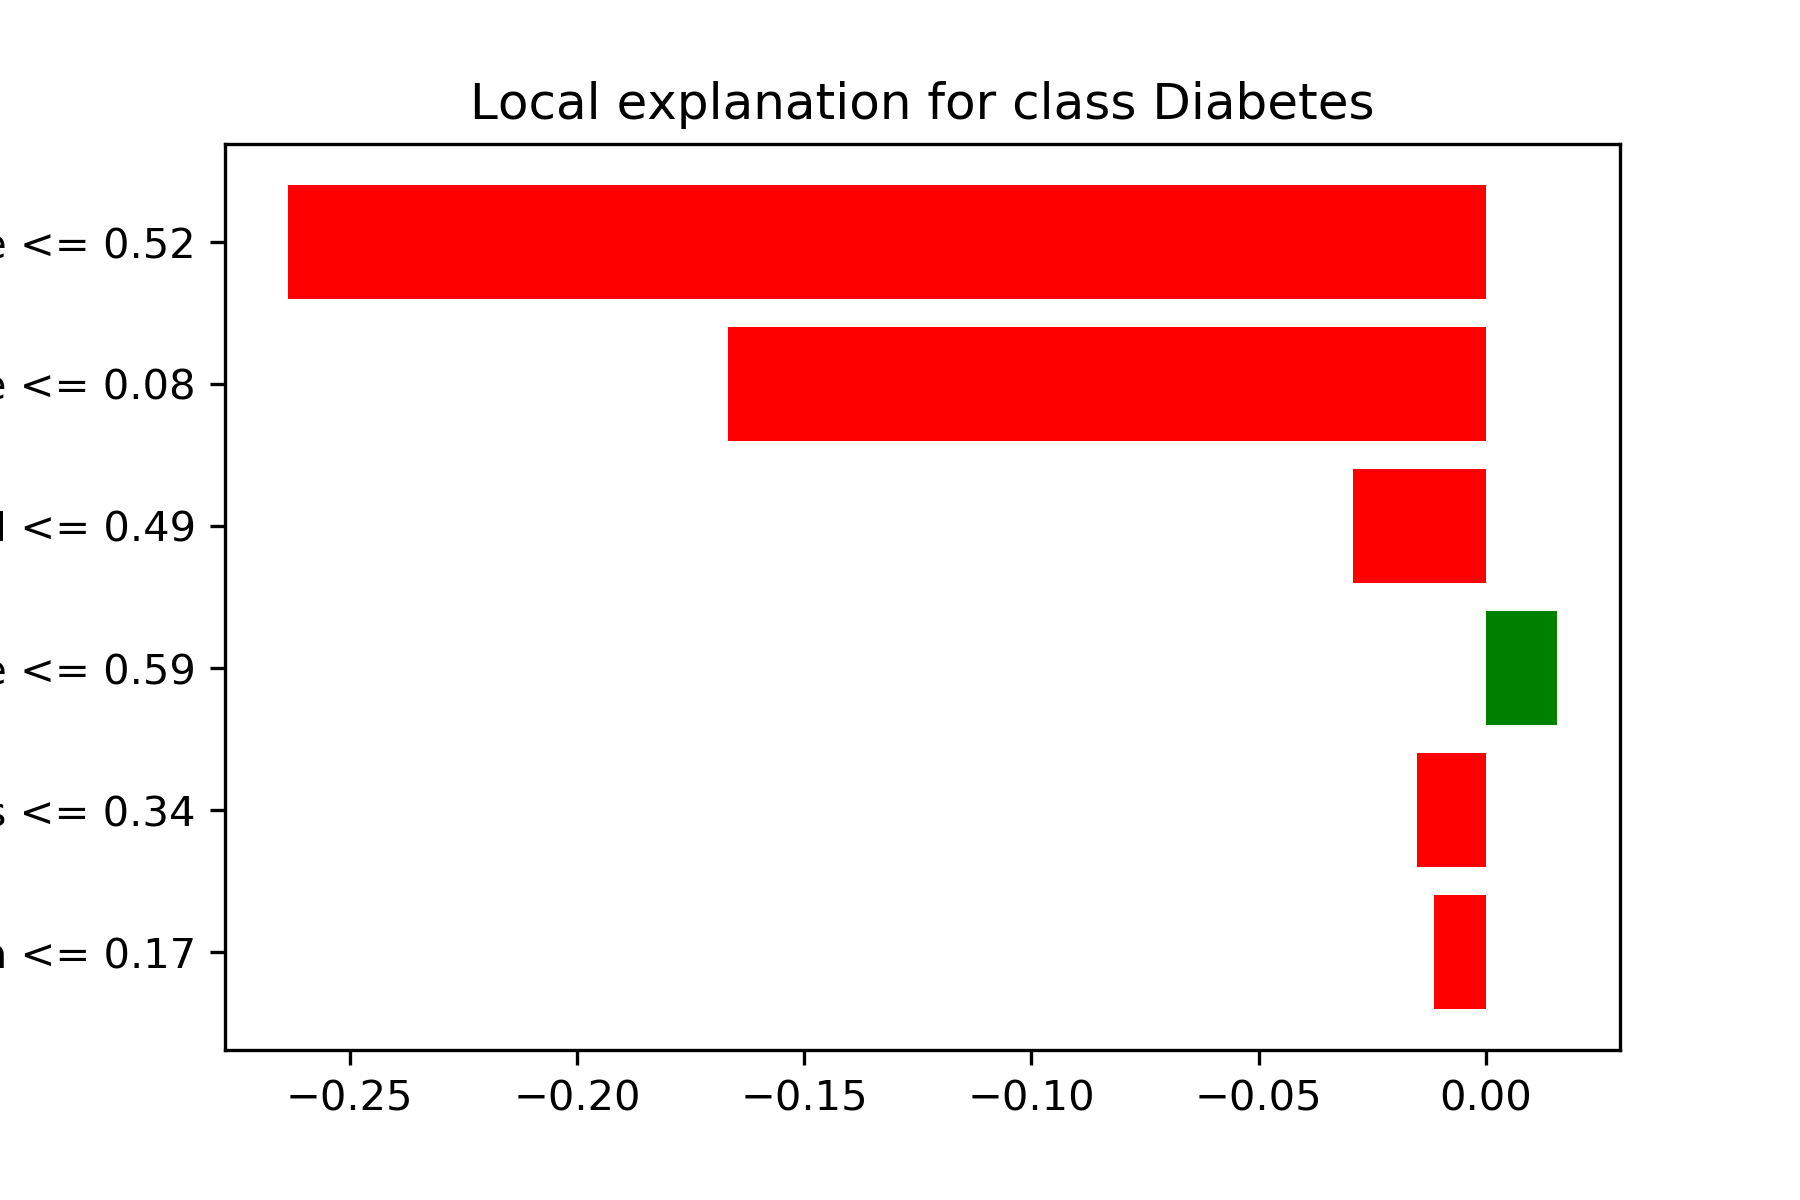 Local explanation for class Diabetes
e <= 0.52
e <= 0.08
<= 0.49
e <= 0.59
s <= 0.34
<= 0.17
−0.25 −0.20 −0.15 −0.10 −0.05 0.00